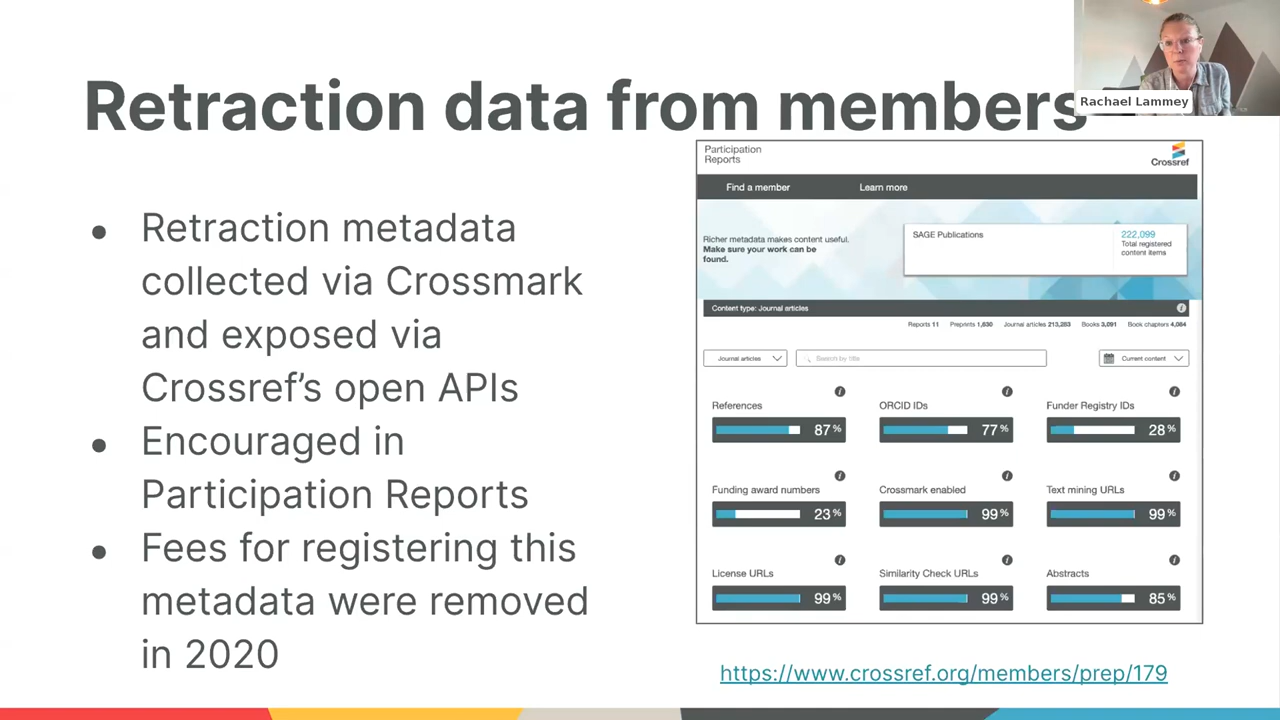 Retraction data from members
Rachael Lammey
Retraction metadata
collected via Crossmark
and exposed via
Crossref’s open APIs
Encouraged in
Participation Reports
Fees for registering this
metadata were removed
in 2020
Participation
Reports
Crossref
Find a member
Learn more
Richer metadata makes content useful.
Make sure your work can be
found.
SAGE Publications
222,099
Total registered
content items
Content type: Journal articles
Reports 11 Preprints 1,630 Journal articles 213,283 Books 3,091 Book chapters 4,084
Journal articles
Search by title
Current content
References
87%
ORCID IDs
77%
Funder Registry IDs
28%
Funding award numbers
23%
Crossmark enabled
99%
Text mining URLs
99%
License URLs
99%
Similarity Check URLs
99%
Abstracts
85%
https://www.crossref.org/members/prep/179